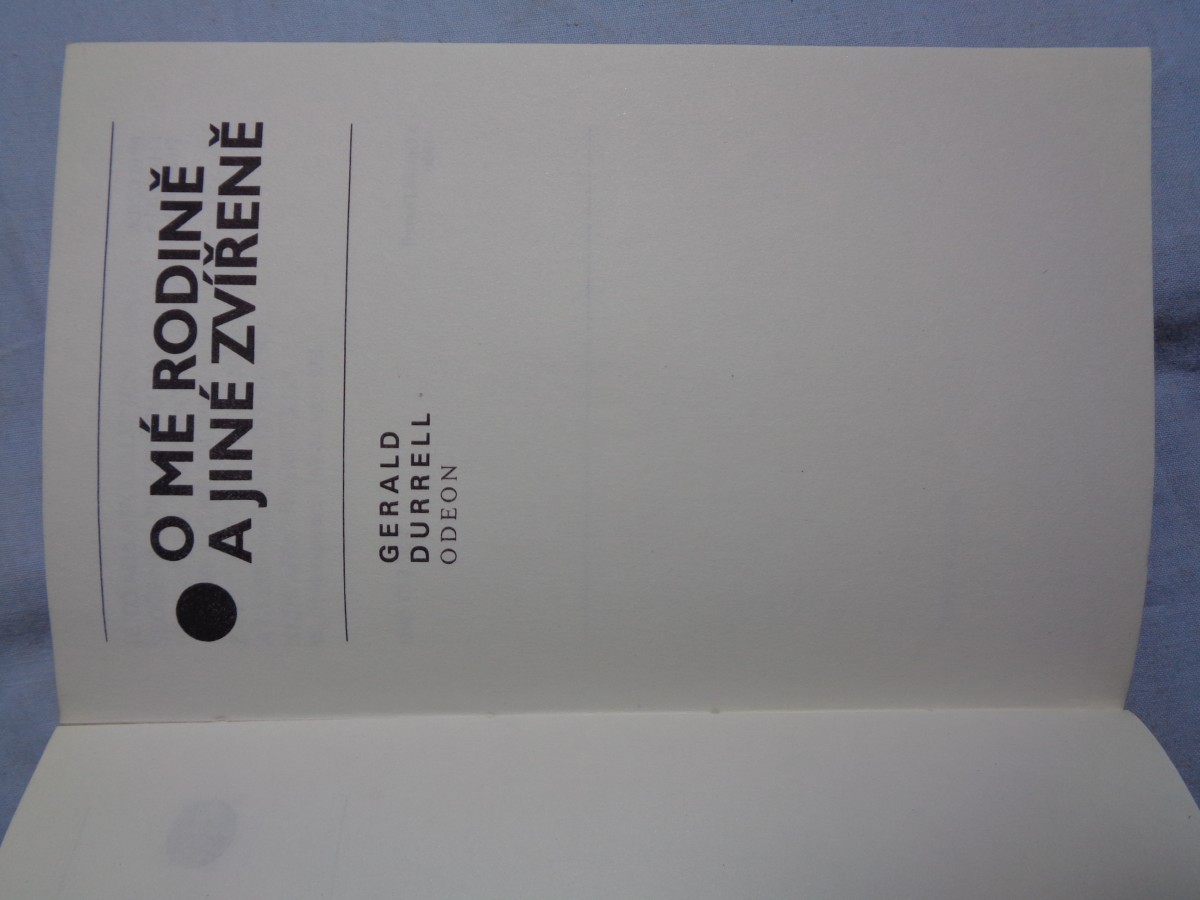 O MÉ RODINĚ
A JINÉ ZVÍŘENĚ
GERALD
DURRELL
ODEON